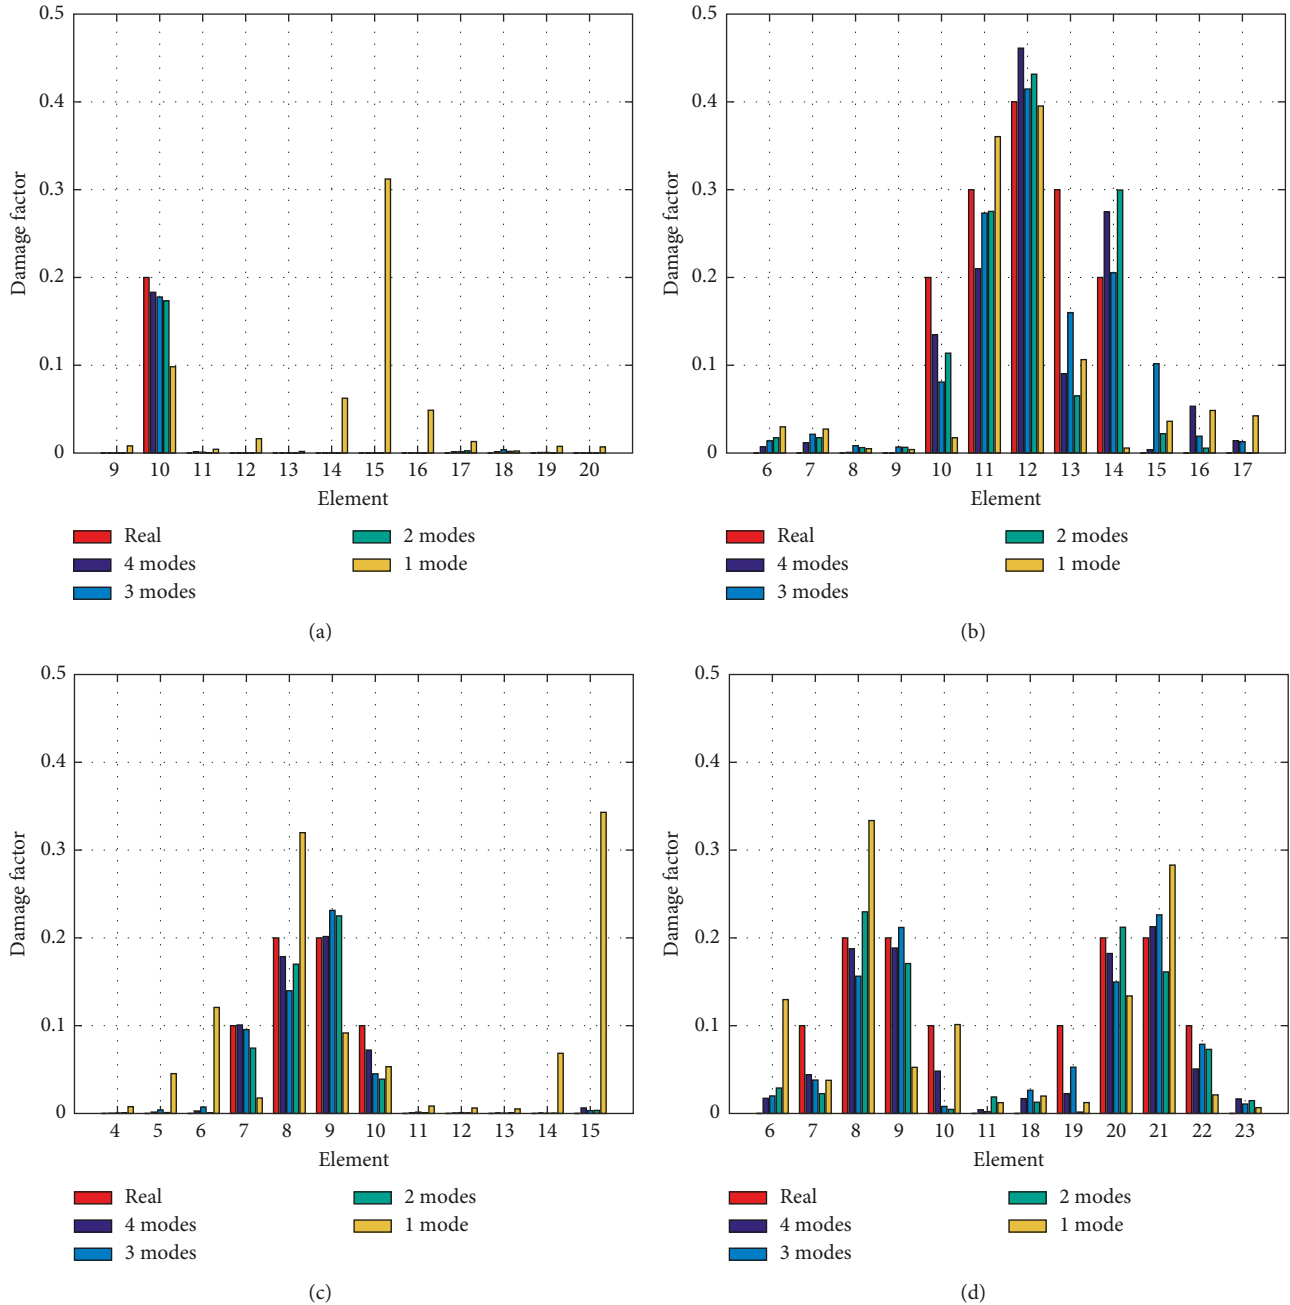 0.5
0.4
0.3
0.2
0.1
0
Damage factor
9 10 11 12 13 14 15 16 17 18 19 20
Element
Real
4 modes
3 modes
2 modes
1 mode
(a)
0.5
0.4
0.3
0.2
0.1
0
Damage factor
6 7 8 9 10 11 12 13 14 15 16 17
Element
Real
4 modes
3 modes
2 modes
1 mode
(b)
0.5
0.4
0.3
0.2
0.1
0
Damage factor
4 5 6 7 8 9 10 11 12 13 14 15
Element
Real
4 modes
3 modes
2 modes
1 mode
(c)
0.5
0.4
0.3
0.2
0.1
0
Damage factor
6 7 8 9 10 11 18 19 20 21 22 23
Element
Real
4 modes
3 modes
2 modes
1 mode
(d)